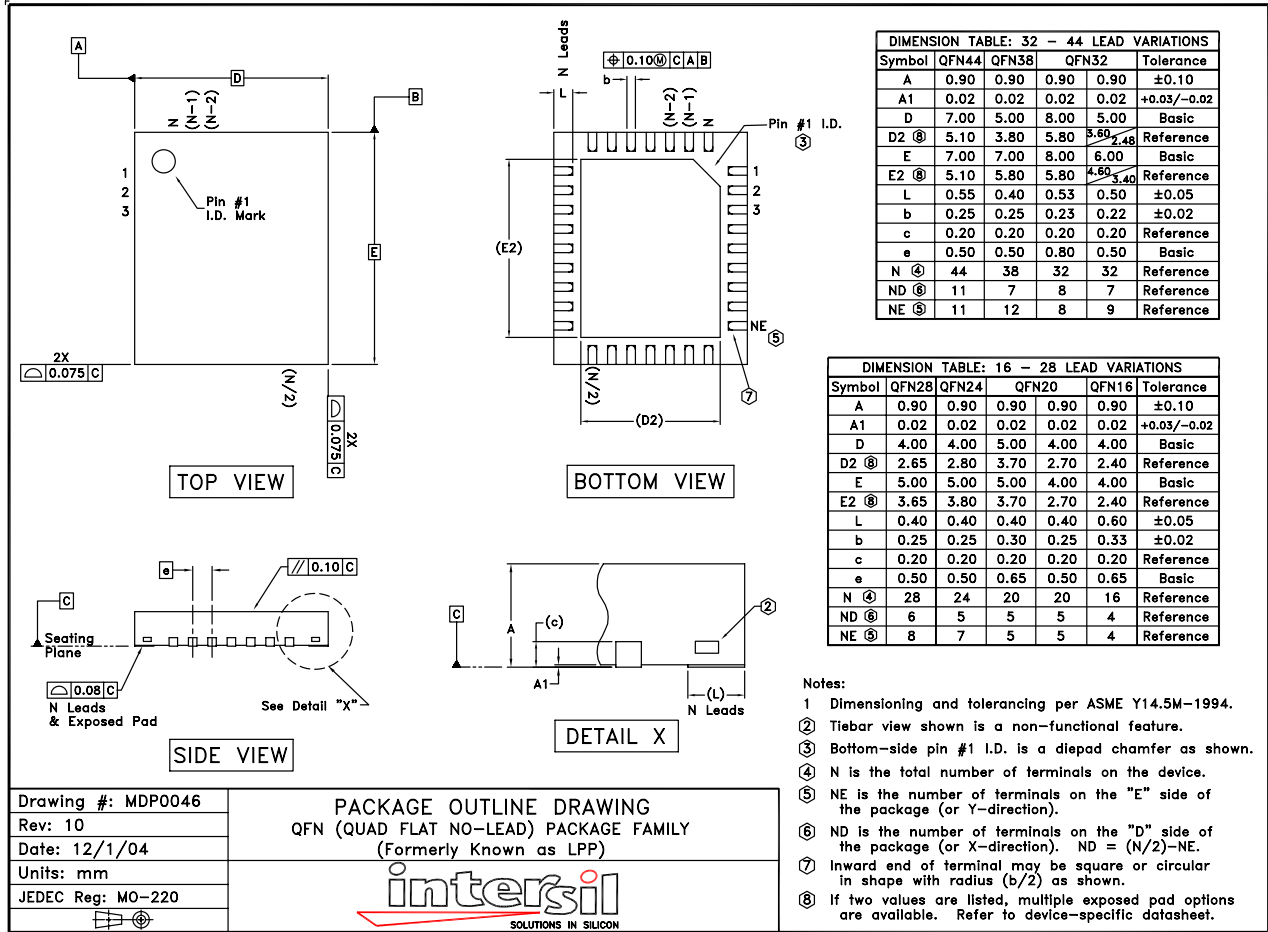 A
D
B
N
(N-1)
(N-2)
1
2
3
Pin #1
I.D. Mark
E
2X
0.075 C
(N/2)
2X
0.075 C
TOP VIEW
N Leads
L
b
⌖ 0.10Ⓜ C A B
(N-2)
(N-1)
N
Pin #1 I.D.
3
1
2
3
(E2)
NE
5
7
(N/2)
(D2)
BOTTOM VIEW
e
// 0.10 C
C
Seating
Plane
0.08 C
N Leads
& Exposed Pad
See Detail "X"
SIDE VIEW
C
A
(c)
2
A1
(L)
N Leads
DETAIL X
DIMENSION TABLE: 32 - 44 LEAD VARIATIONS
Symbol QFN44 QFN38 QFN32 Tolerance
A 0.90 0.90 0.90 0.90 ±0.10
A1 0.02 0.02 0.02 0.02 +0.03/-0.02
D 7.00 5.00 8.00 5.00 Basic
D2 ⑧ 5.10 3.80 5.80 3.60/2.48 Reference
E 7.00 7.00 8.00 6.00 Basic
E2 ⑧ 5.10 5.80 5.80 4.60/3.40 Reference
L 0.55 0.40 0.53 0.50 ±0.05
b 0.25 0.25 0.23 0.22 ±0.02
c 0.20 0.20 0.20 0.20 Reference
e 0.50 0.50 0.80 0.50 Basic
N ④ 44 38 32 32 Reference
ND ⑥ 11 7 8 7 Reference
NE ⑤ 11 12 8 9 Reference
DIMENSION TABLE: 16 - 28 LEAD VARIATIONS
Symbol QFN28 QFN24 QFN20 QFN16 Tolerance
A 0.90 0.90 0.90 0.90 0.90 ±0.10
A1 0.02 0.02 0.02 0.02 0.02 +0.03/-0.02
D 4.00 4.00 5.00 4.00 4.00 Basic
D2 ⑧ 2.65 2.80 3.70 2.70 2.40 Reference
E 5.00 5.00 5.00 4.00 4.00 Basic
E2 ⑧ 3.65 3.80 3.70 2.70 2.40 Reference
L 0.40 0.40 0.40 0.40 0.60 ±0.05
b 0.25 0.25 0.30 0.25 0.33 ±0.02
c 0.20 0.20 0.20 0.20 0.20 Reference
e 0.50 0.50 0.65 0.50 0.65 Basic
N ④ 28 24 20 20 16 Reference
ND ⑥ 6 5 5 5 4 Reference
NE ⑤ 8 7 5 5 4 Reference
Notes:
1 Dimensioning and tolerancing per ASME Y14.5M-1994.
② Tiebar view shown is a non-functional feature.
③ Bottom-side pin #1 I.D. is a diepad chamfer as shown.
④ N is the total number of terminals on the device.
⑤ NE is the number of terminals on the "E" side of
the package (or Y-direction).
⑥ ND is the number of terminals on the "D" side of
the package (or X-direction). ND = (N/2)-NE.
⑦ Inward end of terminal may be square or circular
in shape with radius (b/2) as shown.
⑧ If two values are listed, multiple exposed pad options
are available. Refer to device-specific datasheet.
Drawing #: MDP0046
Rev: 10
Date: 12/1/04
Units: mm
JEDEC Reg: MO-220
PACKAGE OUTLINE DRAWING
QFN (QUAD FLAT NO-LEAD) PACKAGE FAMILY
(Formerly Known as LPP)
intersil
SOLUTIONS IN SILICON